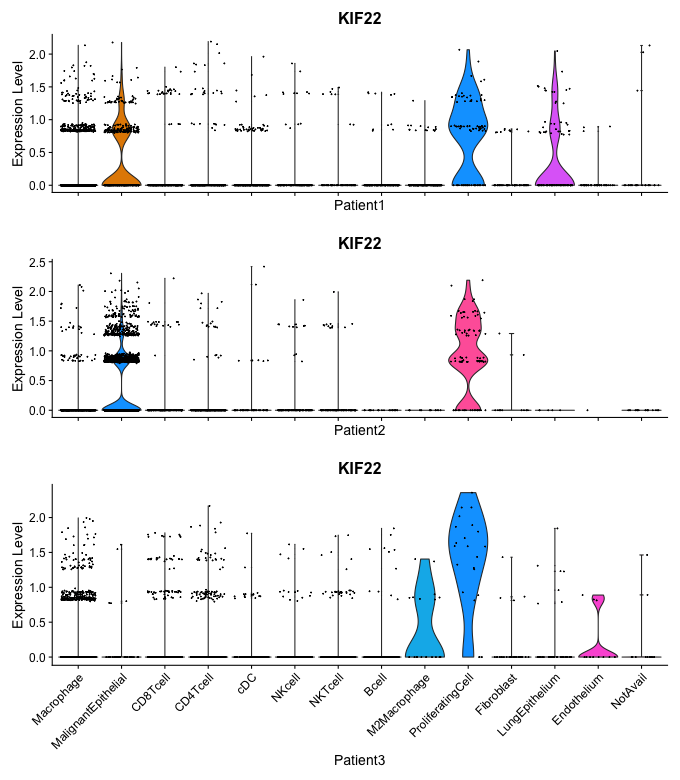 KIF22
Expression Level
2.0
1.5
1.0
0.5
0.0
Patient1
KIF22
Expression Level
2.5
2.0
1.5
1.0
0.5
0.0
Patient2
KIF22
Expression Level
2.0
1.5
1.0
0.5
0.0
Macrophage
MalignantEpithelial
CD8Tcell
CD4Tcell
cDC
NKcell
NKTcell
Bcell
M2Macrophage
ProliferatingCell
Fibroblast
LungEpithelium
Endothelium
NotAvail
Patient3